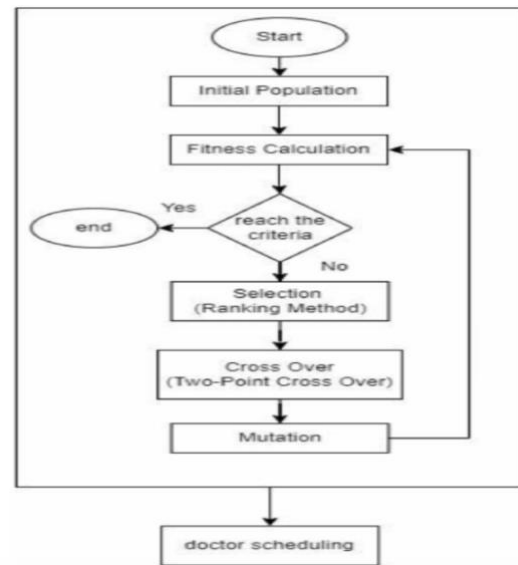 Start
Initial Population
Fitness Calculation
Yes
reach the
criteria
end
No
Selection
(Ranking Method)
Cross Over
(Two-Point Cross Over)
Mutation
doctor scheduling